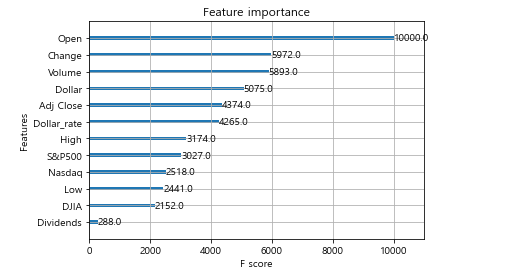 Feature importance
Open 10000.0
Change 5972.0
Volume 5893.0
Dollar 5075.0
Adj Close 4374.0
Dollar_rate 4265.0
High 3174.0
S&P500 3027.0
Nasdaq 2518.0
Low 2441.0
DJIA 2152.0
Dividends 288.0
Features
0 2000 4000 6000 8000 10000
F score